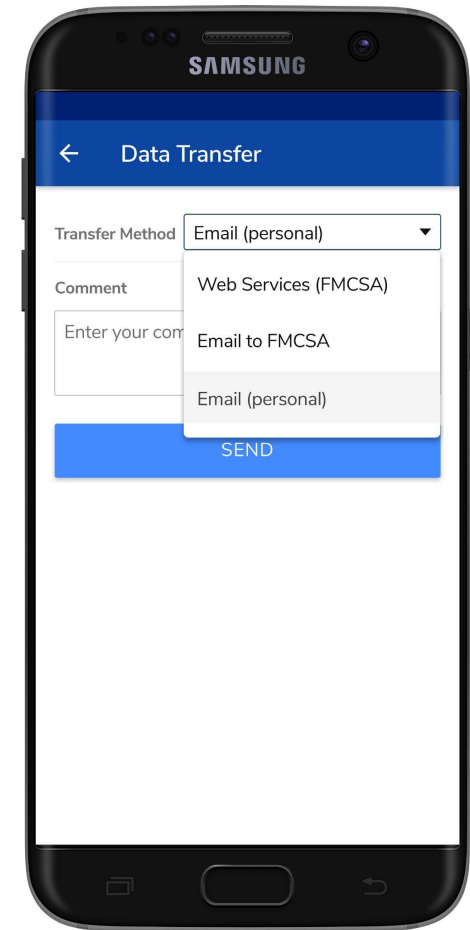 SAMSUNG
Data Transfer
Transfer Method
Email (personal)
Web Services (FMCSA)
Comment
Enter your com
Email to FMCSA
Email (personal)
SEND